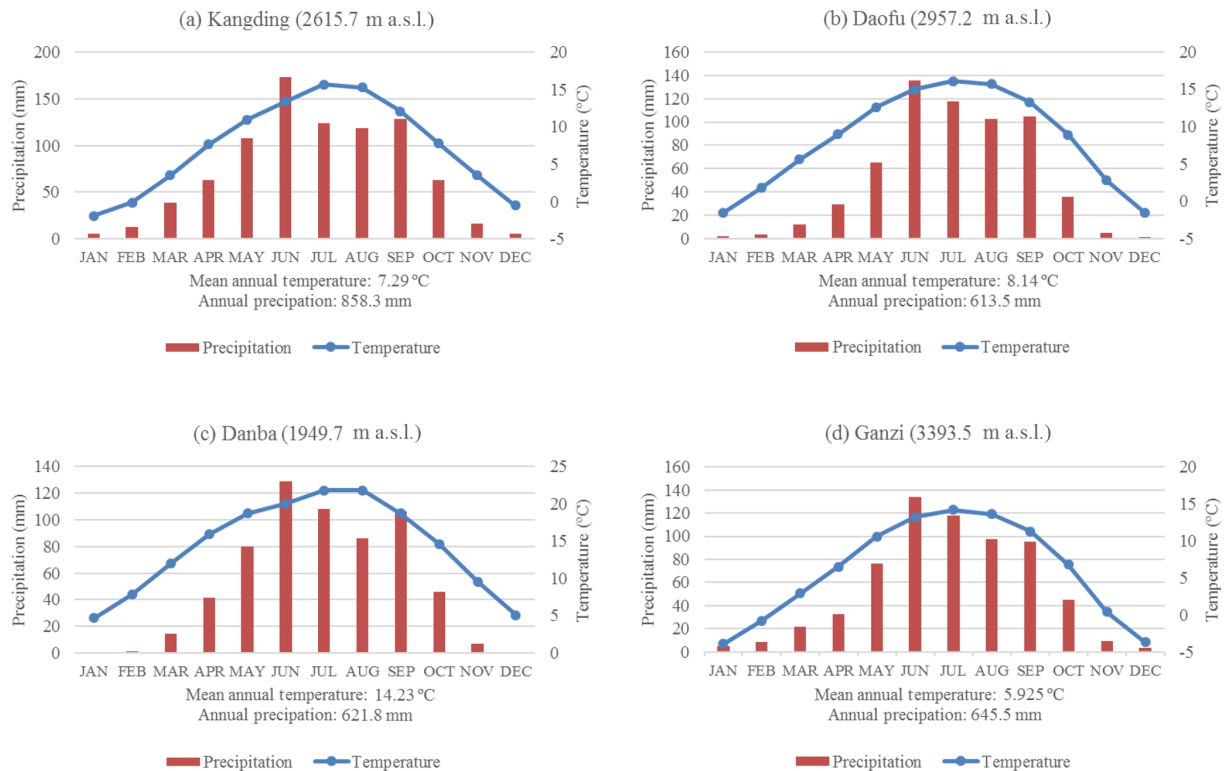 (a) Kangding (2615.7 m a.s.l.)
200
150
100
50
0
Precipitation (mm)
20
15
10
5
0
-5
Temperature (°C)
JAN FEB MAR APR MAY JUN JUL AUG SEP OCT NOV DEC
Mean annual temperature: 7.29 ºC
Annual precipation: 858.3 mm
Precipitation Temperature
(b) Daofu (2957.2 m a.s.l.)
160
140
120
100
80
60
40
20
0
Precipitation (mm)
20
15
10
5
0
-5
Temperature (°C)
JAN FEB MAR APR MAY JUN JUL AUG SEP OCT NOV DEC
Mean annual temperature: 8.14 ºC
Annual precipation: 613.5 mm
Precipitation Temperature
(c) Danba (1949.7 m a.s.l.)
140
120
100
80
60
40
20
0
Precipitation (mm)
25
20
15
10
5
0
Temperature (°C)
JAN FEB MAR APR MAY JUN JUL AUG SEP OCT NOV DEC
Mean annual temperature: 14.23 ºC
Annual precipation: 621.8 mm
Precipitation Temperature
(d) Ganzi (3393.5 m a.s.l.)
160
140
120
100
80
60
40
20
0
Precipitation (mm)
20
15
10
5
0
-5
Temperature (°C)
JAN FEB MAR APR MAY JUN JUL AUG SEP OCT NOV DEC
Mean annual temperature: 5.925 ºC
Annual precipation: 645.5 mm
Precipitation Temperature